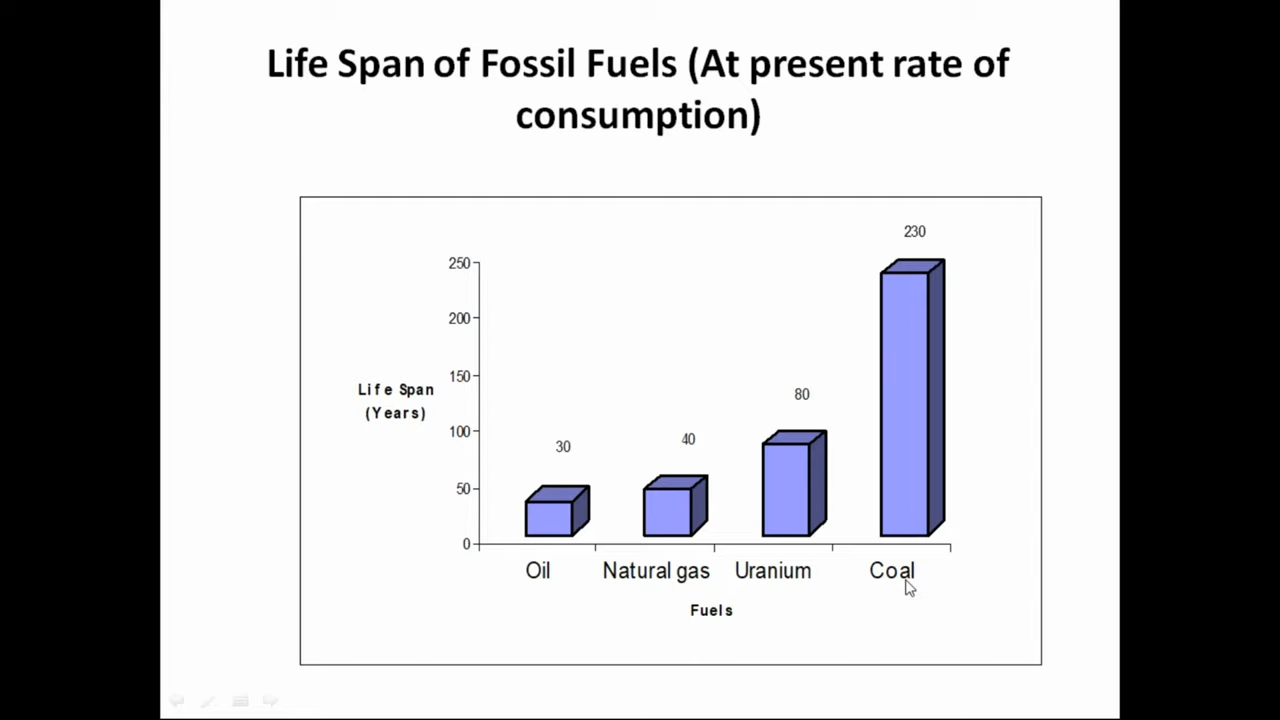 Life Span of Fossil Fuels (At present rate of
consumption)
230
250
200
150
Life Span
(Years)
80
100
40
30
50
0
Oil
Natural gas
Uranium
Coal
Fuels